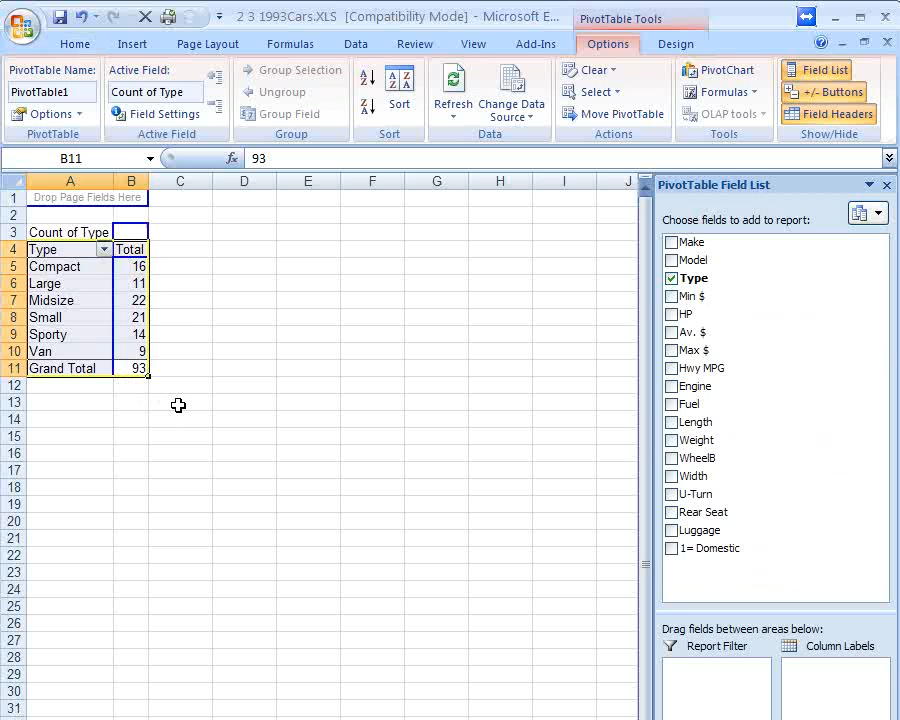 2 3 1993Cars.XLS [Compatibility Mode] - Microsoft E...
PivotTable Tools
Home Insert Page Layout Formulas Data Review View Add-Ins Options Design
PivotTable Name:
PivotTable1
Options
PivotTable
Active Field:
Count of Type
Field Settings
Active Field
Group Selection
Ungroup
Group Field
Group
Sort
Sort
Refresh
Change Data
Source
Data
Clear
Select
Move PivotTable
Actions
PivotChart
Formulas
OLAP tools
Tools
Field List
+/- Buttons
Field Headers
Show/Hide
B11 fx 93
A B C D E F G H I J
1 Drop Page Fields Here
2
3 Count of Type
4 Type Total
5 Compact 16
6 Large 11
7 Midsize 22
8 Small 21
9 Sporty 14
10 Van 9
11 Grand Total 93
12
13
14
15
16
17
18
19
20
21
22
23
24
25
26
27
28
29
30
31
PivotTable Field List
Choose fields to add to report:
Make
Model
Type
Min $
HP
Av. $
Max $
Hwy MPG
Engine
Fuel
Length
Weight
WheelB
Width
U-Turn
Rear Seat
Luggage
1= Domestic
Drag fields between areas below:
Report Filter Column Labels